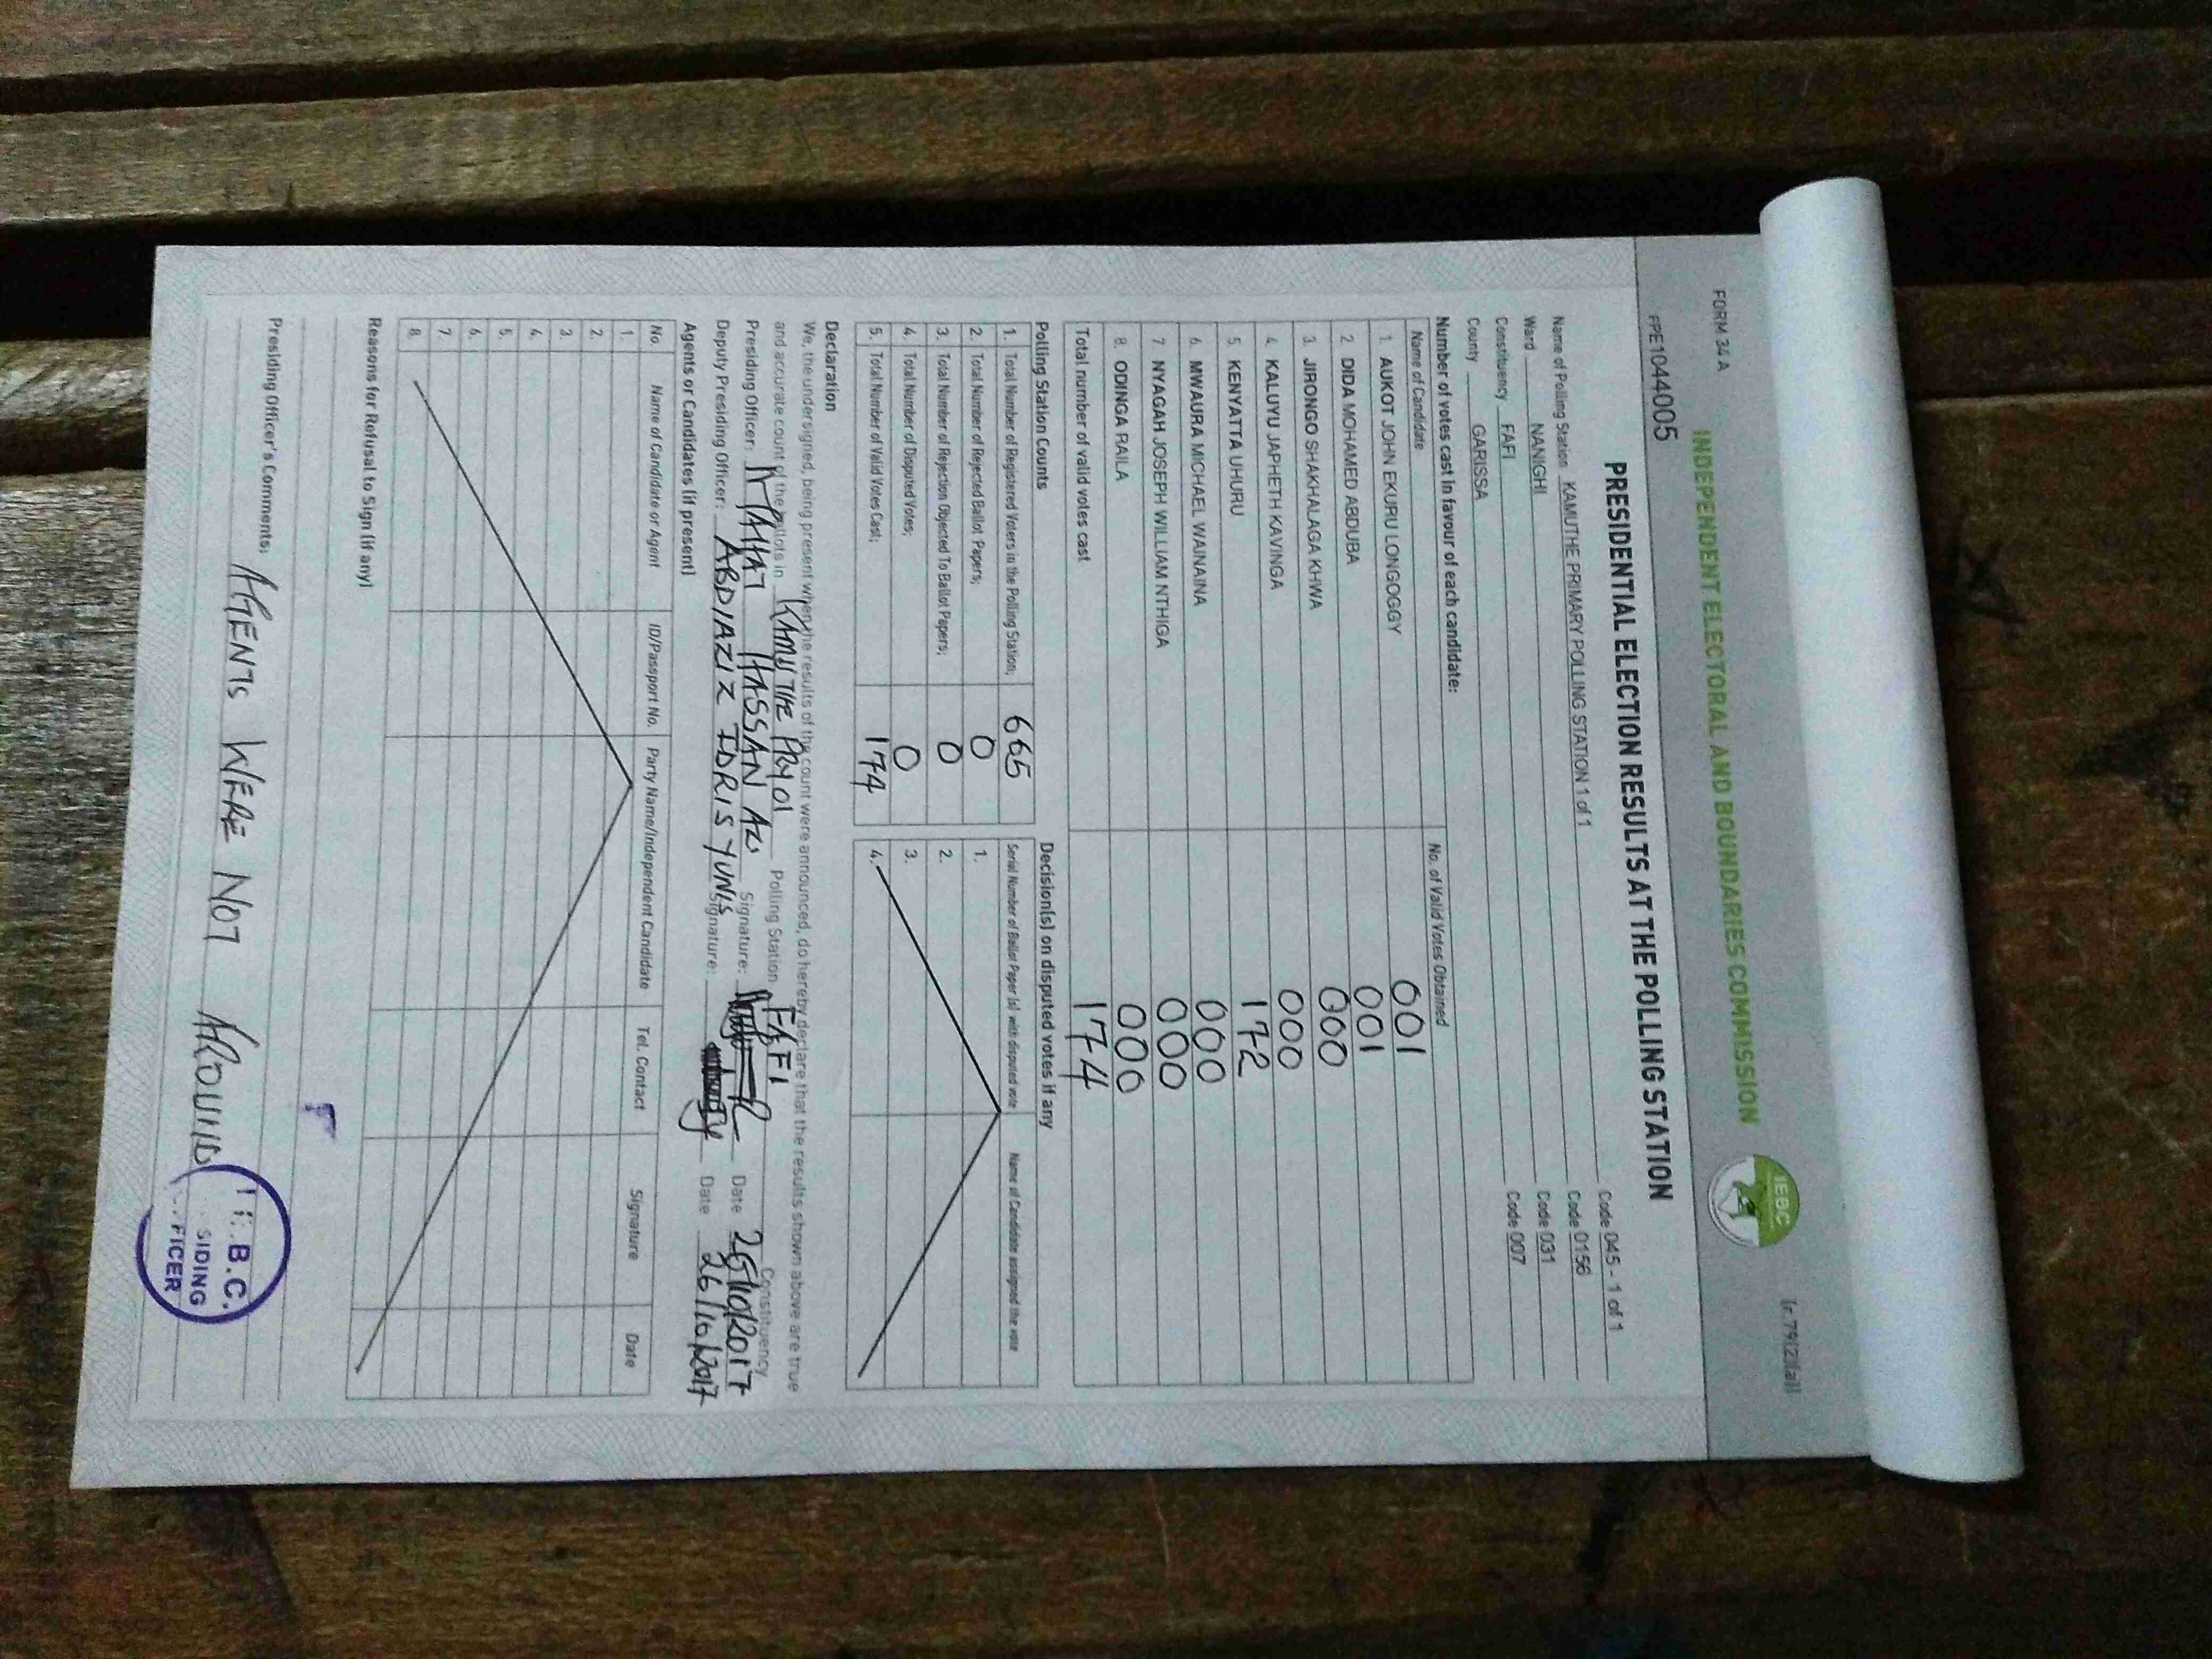 FORM 34 A
[r.79(2)(a)]
INDEPENDENT ELECTORAL AND BOUNDARIES COMMISSION
IEBC
PPE1044005
PRESIDENTIAL ELECTION RESULTS AT THE POLLING STATION
Name of Polling Station KAMUTHE PRIMARY POLLING STATION 1 of 1 Code 045 - 1 of 1
Ward NANIGHI Code 0156
Constituency FAFI Code 031
County GARISSA Code 007
Number of votes cast in favour of each candidate:
Name of Candidate No. of Valid Votes Obtained
1. AUKOT JOHN EKURU LONGOGGY 001
2 DIDA MOHAMED ABDUBA 001
3. JIRONGO SHAKHALAGA KHWA 000
4. KALUYU JAPHETH KAVINGA 000
5. KENYATTA UHURU 172
6. MWAURA MICHAEL WAINAINA 000
7. NYAGAH JOSEPH WILLIAM NTHIGA 000
8. ODINGA RAILA 000
Total number of valid votes cast 174
Polling Station Counts
1. Total Number of Registered Voters in the Polling Station; 665
2. Total Number of Rejected Ballot Papers; 0
3. Total Number of Rejection Objected To Ballot Papers; 0
4. Total Number of Disputed Votes; 0
5. Total Number of Valid Votes Cast; 174
Decision(s) on disputed votes if any
Serial Number of Ballot Paper (s) with disputed vote Name of Candidate assigned the vote
1.
2.
3.
4.
Declaration
We, the undersigned, being present when the results of the count were announced, do hereby declare that the results shown above are true
and accurate count of the ballots in KAMUTHE PRY 01 Polling Station FAFI Constituency
Presiding Officer: HASSAN Signature: Date 26/10/2017
Deputy Presiding Officer: ABDIAZIZ IDRIS YUNIS Signature: Date 26/10/2017
Agents or Candidates (if present)
No. Name of Candidate or Agent ID/Passport No. Party Name/Independent Candidate Tel. Contact Signature Date
1.
2.
3.
4.
5.
6.
7.
8.
Reasons for Refusal to Sign (if any)
Presiding Officer's Comments; AGENTS WERE NOT AROUND
B.C.
SIDING
FICER